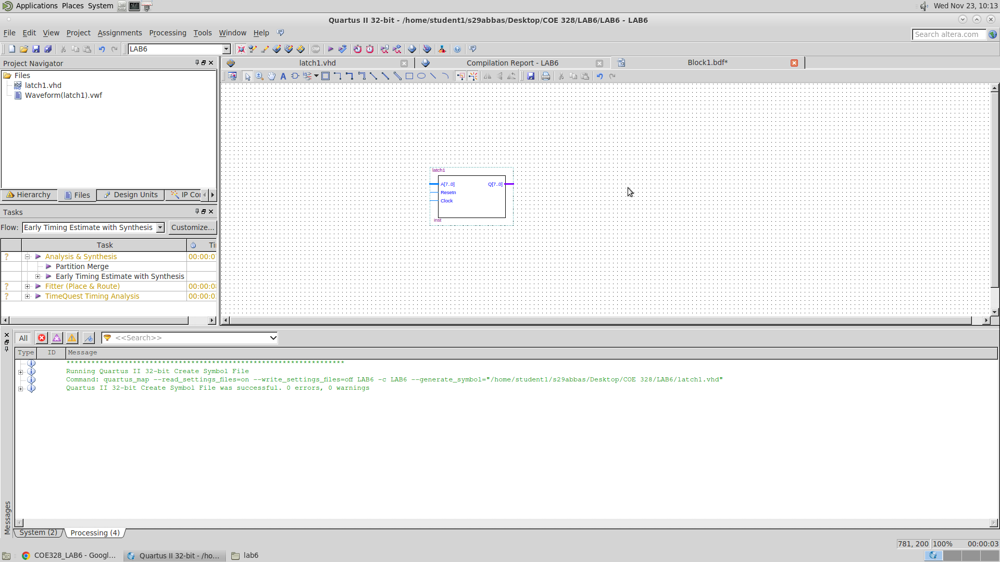 Applications Places System
Wed Nov 23, 10:13
Quartus II 32-bit - /home/student1/s29abbas/Desktop/COE 328/LAB6/LAB6 - LAB6
File Edit View Project Assignments Processing Tools Window Help
Search altera.com
LAB6
STOP
Project Navigator
latch1.vhd
Compilation Report - LAB6
Block1.bdf*
Files
latch1.vhd
Waveform(latch1).vwf
latch1
A[7..0]
Q[7..0]
Resetn
Clock
inst
Hierarchy
Files
Design Units
IP Co
Tasks
Flow: Early Timing Estimate with Synthesis
Customize...
Task
Analysis & Synthesis
00:00:0
Partition Merge
Early Timing Estimate with Synthesis
Fitter (Place & Route)
00:00:0
TimeQuest Timing Analysis
00:00:0
All
<<Search>>
Type ID Message
Running Quartus II 32-bit Create Symbol File
Command: quartus_map --read_settings_files=on --write_settings_files=off LAB6 -c LAB6 --generate_symbol="/home/student1/s29abbas/Desktop/COE 328/LAB6/latch1.vhd"
Quartus II 32-bit Create Symbol File was successful. 0 errors, 0 warnings
Messages
System (2)
Processing (4)
781, 200
100%
00:00:03
COE328_LAB6 - Googl...
Quartus II 32-bit - /ho...
lab6